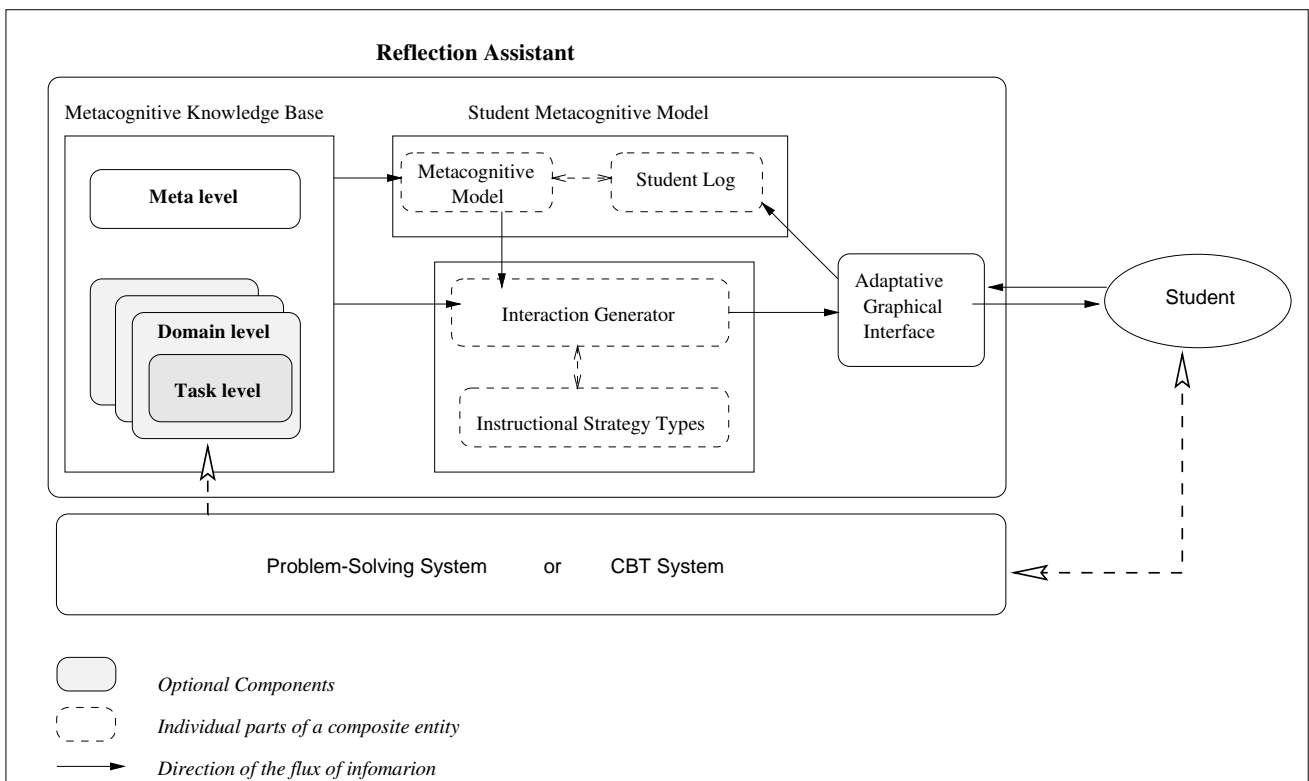 Reflection Assistant
Metacognitive Knowledge Base
Student Metacognitive Model
Meta level
Metacognitive
Model
Student Log
Domain level
Task level
Interaction Generator
Instructional Strategy Types
Adaptative
Graphical
Interface
Student
Problem-Solving System or CBT System
Optional Components
Individual parts of a composite entity
Direction of the flux of infomarion